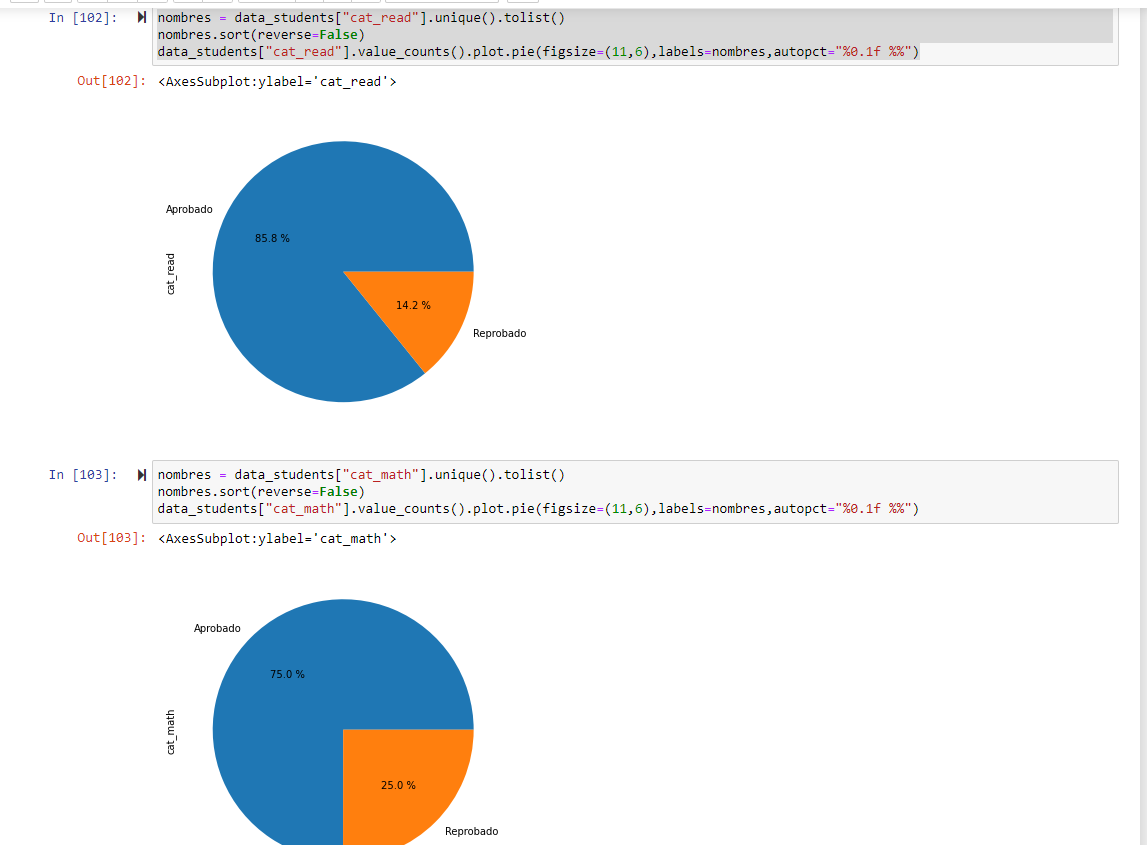 In [102]:
nombres = data_students["cat_read"].unique().tolist()
nombres.sort(reverse=False)
data_students["cat_read"].value_counts().plot.pie(figsize=(11,6),labels=nombres,autopct="%0.1f %%")
Out[102]: <AxesSubplot:ylabel='cat_read'>
Aprobado
85.8 %
cat_read
14.2 %
Reprobado
In [103]:
nombres = data_students["cat_math"].unique().tolist()
nombres.sort(reverse=False)
data_students["cat_math"].value_counts().plot.pie(figsize=(11,6),labels=nombres,autopct="%0.1f %%")
Out[103]: <AxesSubplot:ylabel='cat_math'>
Aprobado
75.0 %
cat_math
25.0 %
Reprobado